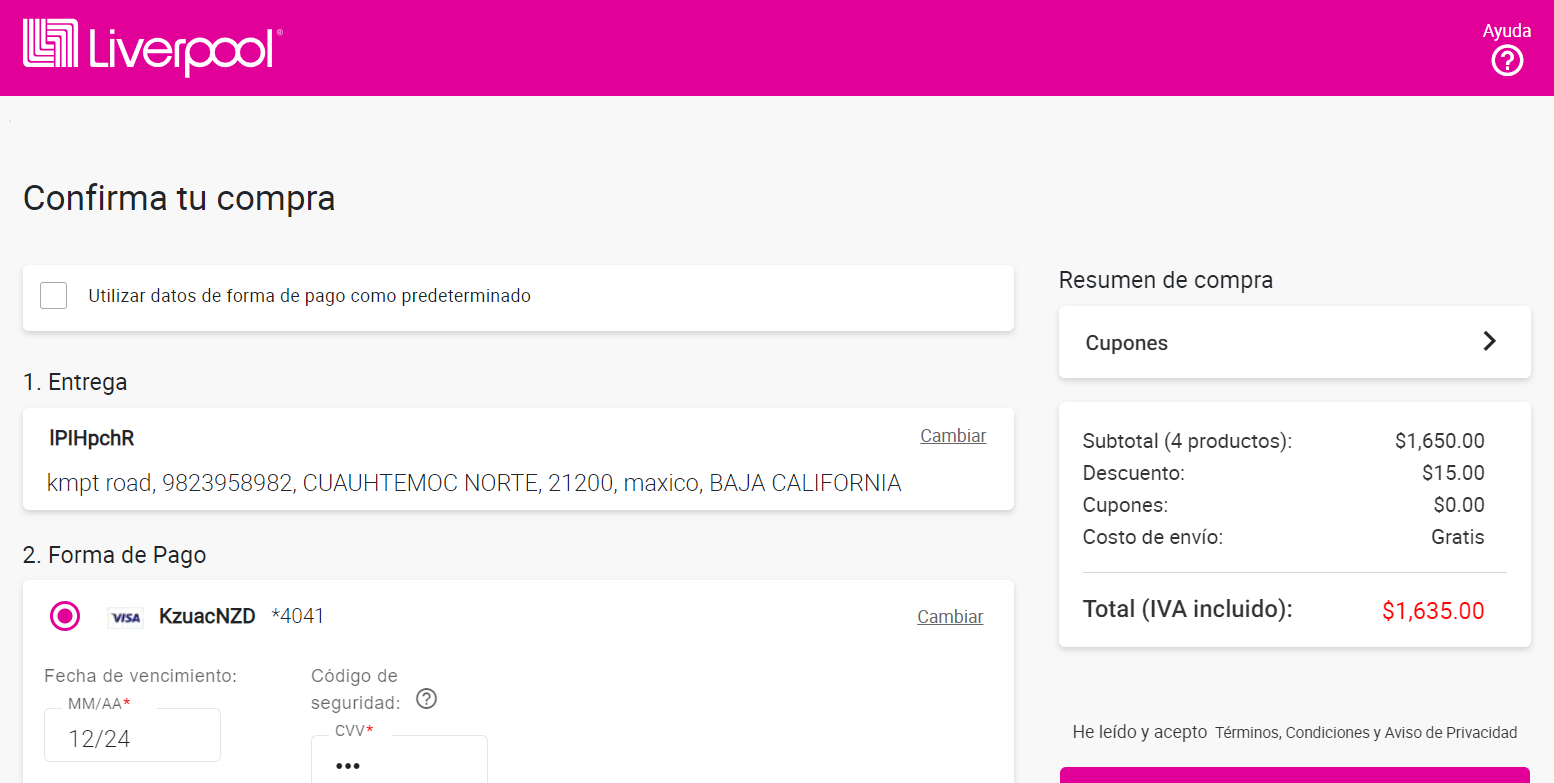 Liverpool®
Ayuda
Confirma tu compra
Utilizar datos de forma de pago como predeterminado
1. Entrega
lPIHpchR
Cambiar
kmpt road, 9823958982, CUAUHTEMOC NORTE, 21200, maxico, BAJA CALIFORNIA
2. Forma de Pago
VISA KzuacNZD *4041
Cambiar
Fecha de vencimiento:
MM/AA*
12/24
Código de
seguridad:
CVV*
•••
Resumen de compra
Cupones
Subtotal (4 productos): $1,650.00
Descuento: $15.00
Cupones: $0.00
Costo de envío: Gratis
Total (IVA incluido): $1,635.00
He leído y acepto Términos, Condiciones y Aviso de Privacidad